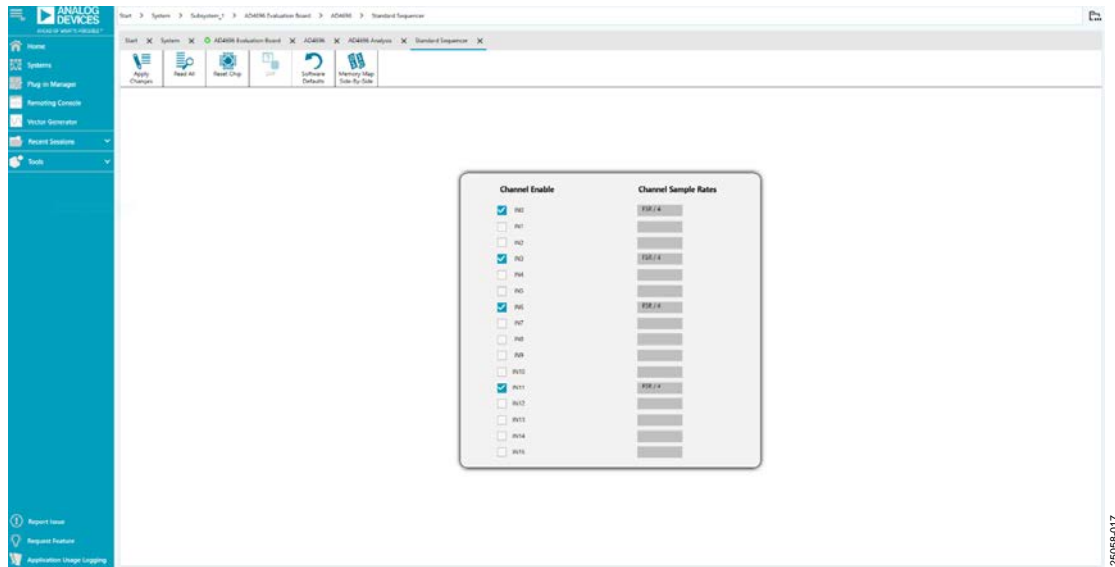 ANALOG
DEVICES
AHEAD OF WHAT'S POSSIBLE™
Start > System > Subsystem_1 > AD4696 Evaluation Board > AD4696 > Standard Sequencer
Start System AD4696 Evaluation Board AD4696 AD4696 Analysis Standard Sequencer
Home
Systems
Plug-in Manager
Remoting Console
Vector Generator
Recent Sessions
Tools
Apply Changes
Read All
Reset Chip
Software Defaults
Memory Map Side-By-Side
Channel Enable Channel Sample Rates
IN0 FSR / 4
IN1
IN2
IN3 FSR / 4
IN4
IN5
IN6 FSR / 4
IN7
IN8
IN9
IN10
IN11 FSR / 4
IN12
IN13
IN14
IN15
Report Issue
Request Feature
Application Usage Logging
25058-017